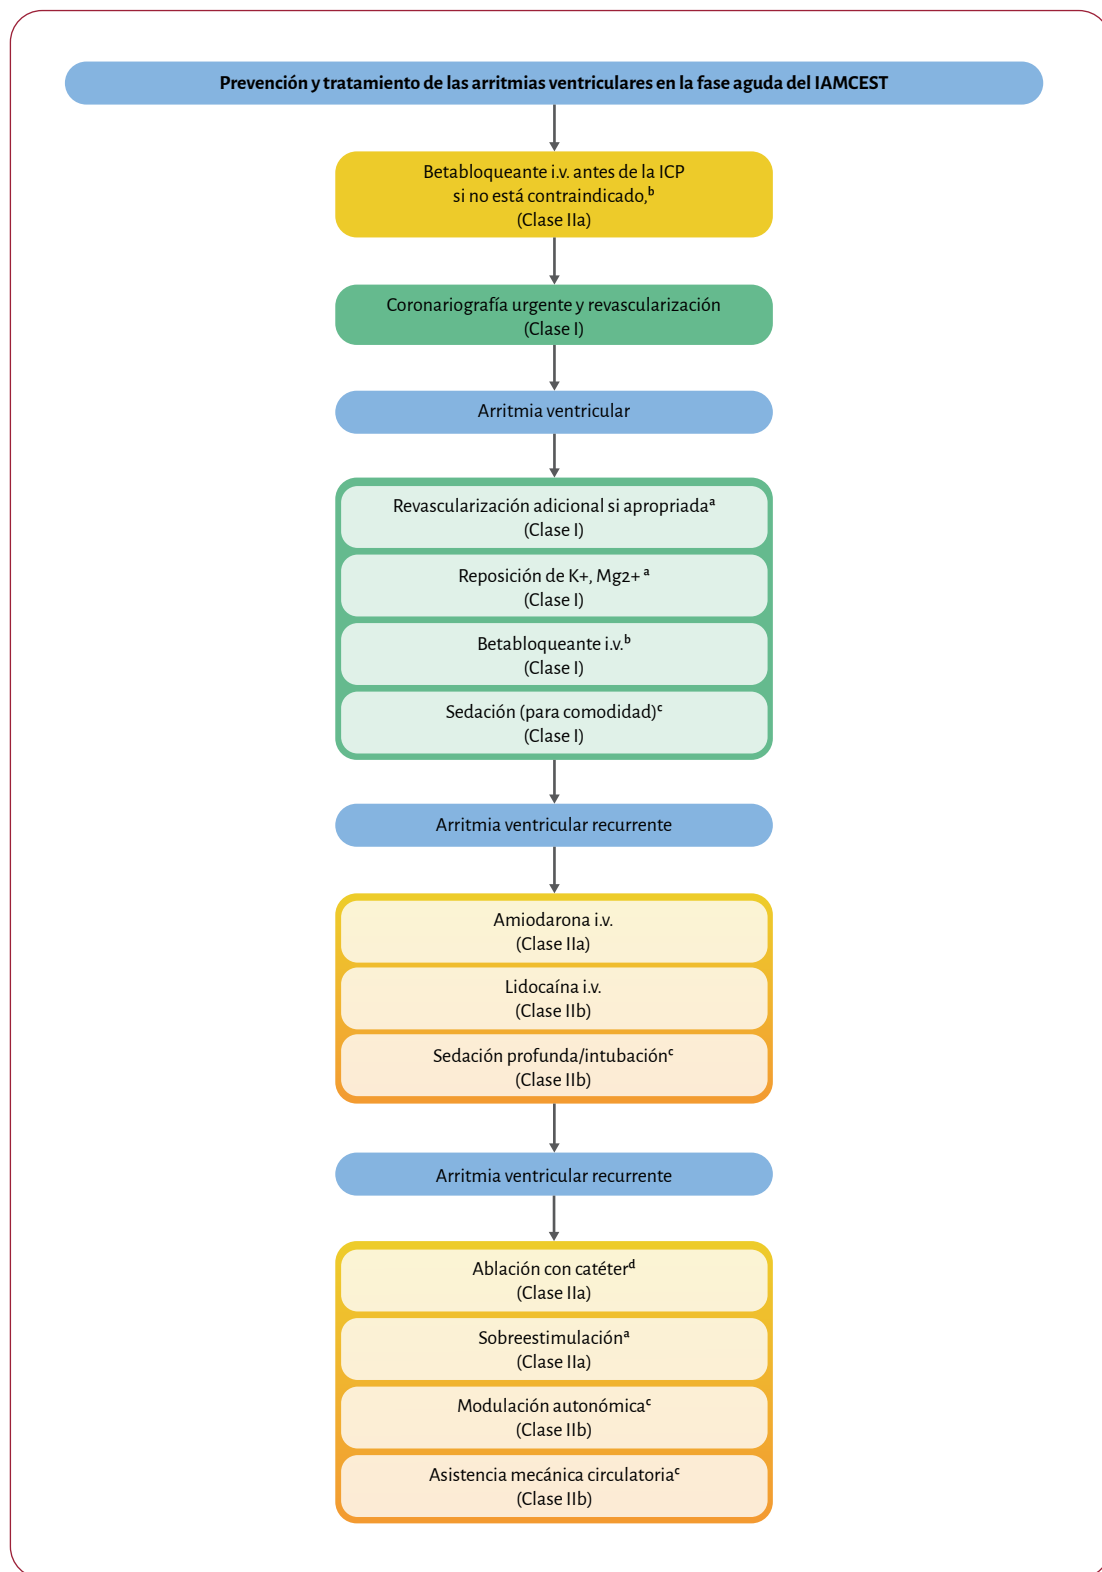 Prevención y tratamiento de las arritmias ventriculares en la fase aguda del IAMCEST
Betabloqueante i.v. antes de la ICP
si no está contraindicado,ᵇ
(Clase IIa)
Coronariografía urgente y revascularización
(Clase I)
Arritmia ventricular
Revascularización adicional si apropiadaᵃ
(Clase I)
Reposición de K+, Mg2+ ᵃ
(Clase I)
Betabloqueante i.v.ᵇ
(Clase I)
Sedación (para comodidad)ᶜ
(Clase I)
Arritmia ventricular recurrente
Amiodarona i.v.
(Clase IIa)
Lidocaína i.v.
(Clase IIb)
Sedación profunda/intubaciónᶜ
(Clase IIb)
Arritmia ventricular recurrente
Ablación con catéterᵈ
(Clase IIa)
Sobreestimulaciónᵃ
(Clase IIa)
Modulación autonómicaᶜ
(Clase IIb)
Asistencia mecánica circulatoriaᶜ
(Clase IIb)